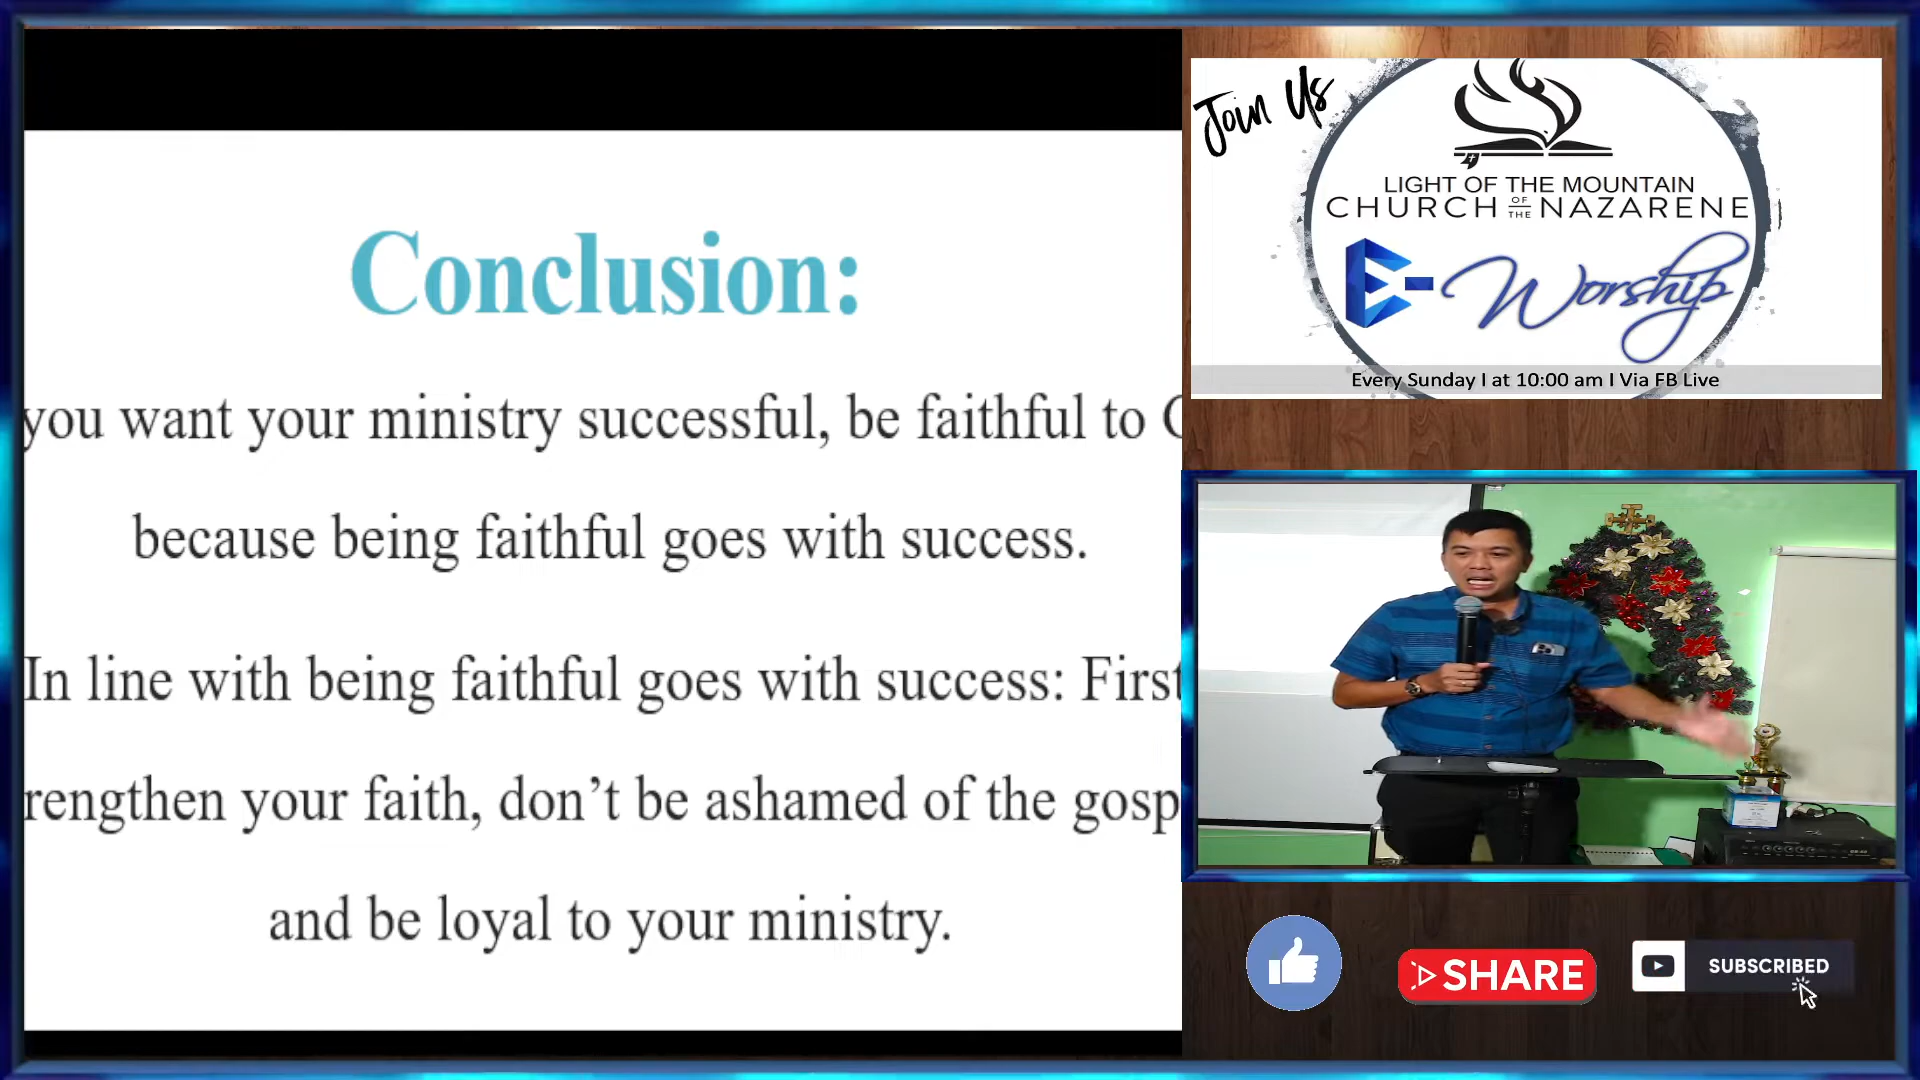 Conclusion:
you want your ministry successful, be faithful to
because being faithful goes with success.
In line with being faithful goes with success: First
rengthen your faith, don't be ashamed of the gosp
and be loyal to your ministry.
Join Us
LIGHT OF THE MOUNTAIN
CHURCH OF THE NAZARENE
E-Worship
Every Sunday I at 10:00 am I Via FB Live
SHARE
SUBSCRIBED